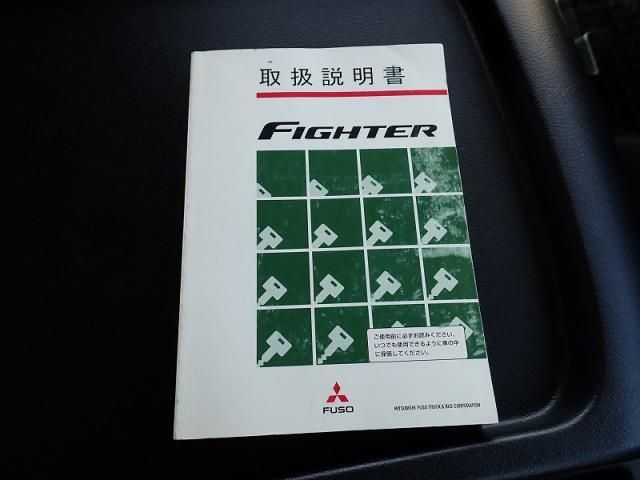 取扱説明書
FIGHTER
ご使用前に必ずお読みください。
いつでも使用できるように車の中
に保管してください。
FUSO
MITSUBISHI FUSO TRUCK & BUS CORPORATION